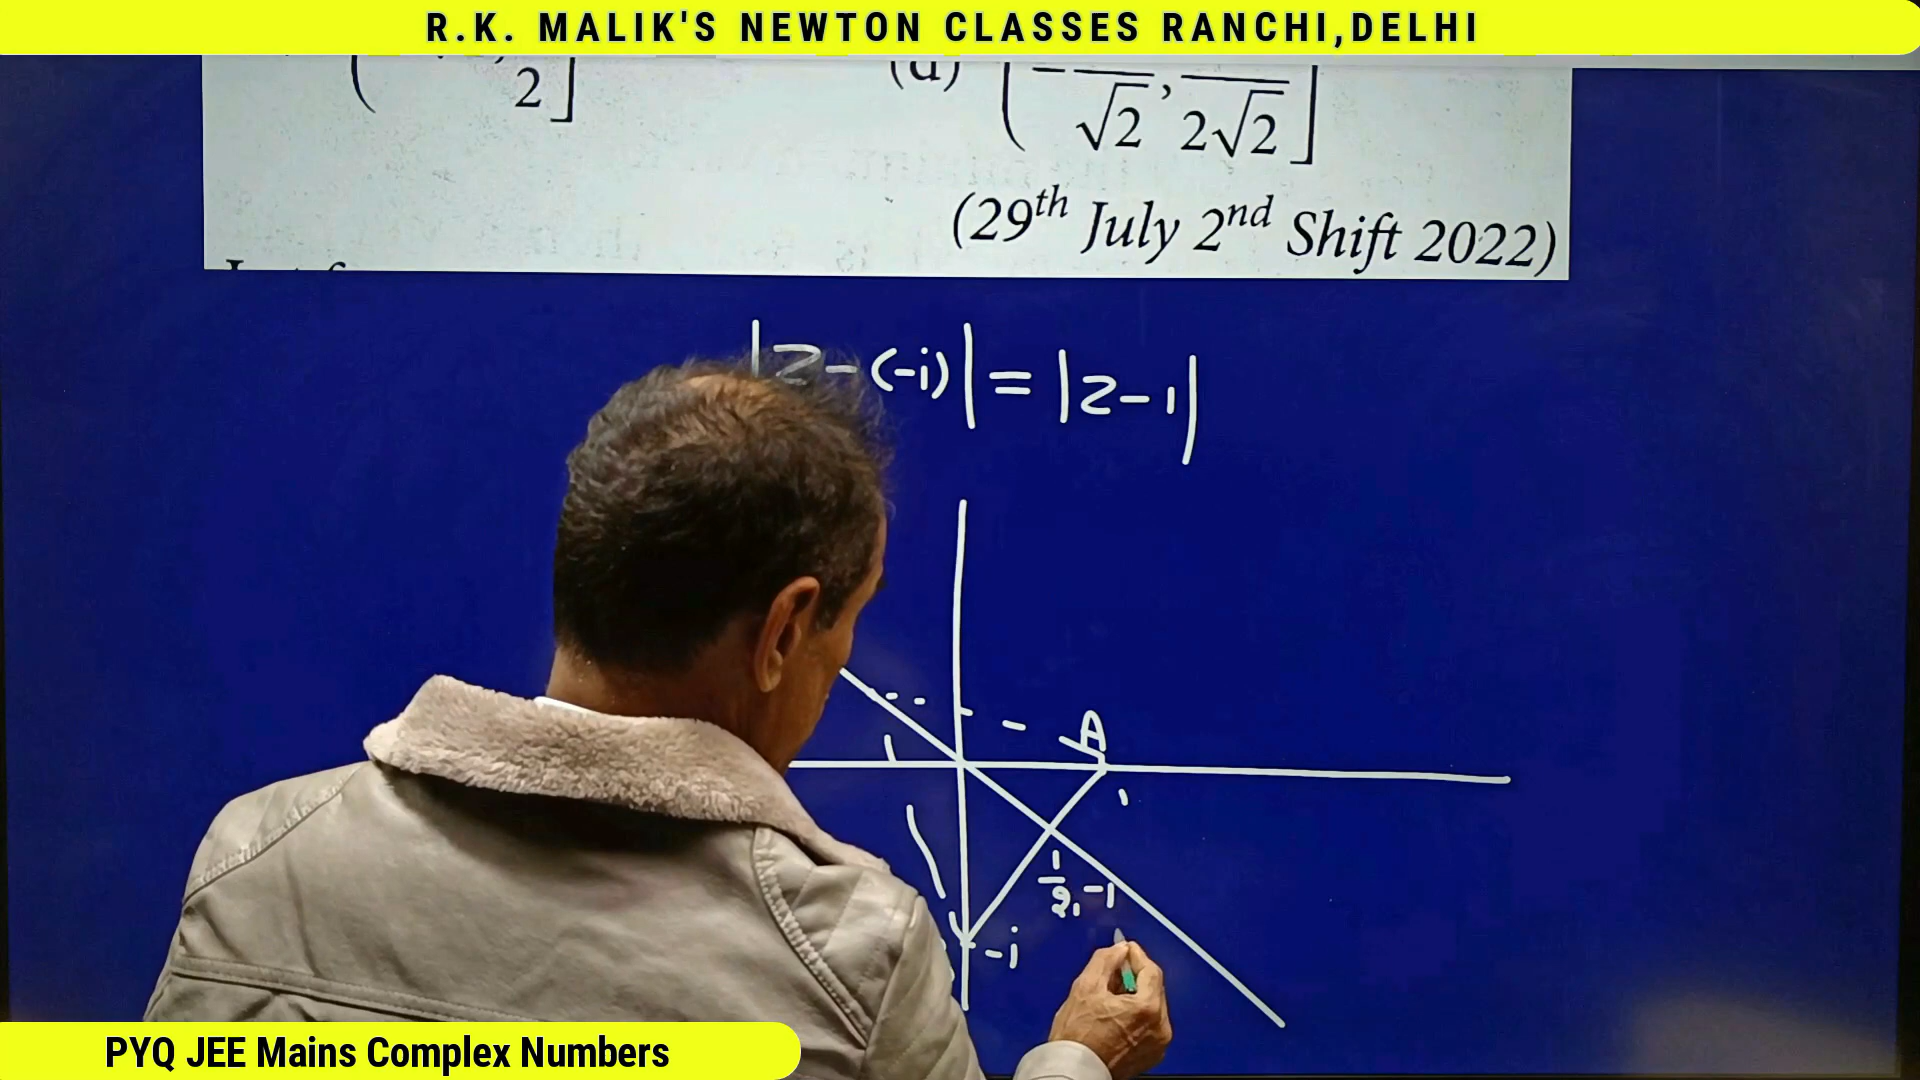 R.K. MALIK'S NEWTON CLASSES RANCHI,DELHI
2 ]
(d) ( - √2 , 2√2 ]
(29th July 2nd Shift 2022)
|z-(-i)| = |z-1|
A
1
1/2, -1
-i
PYQ JEE Mains Complex Numbers